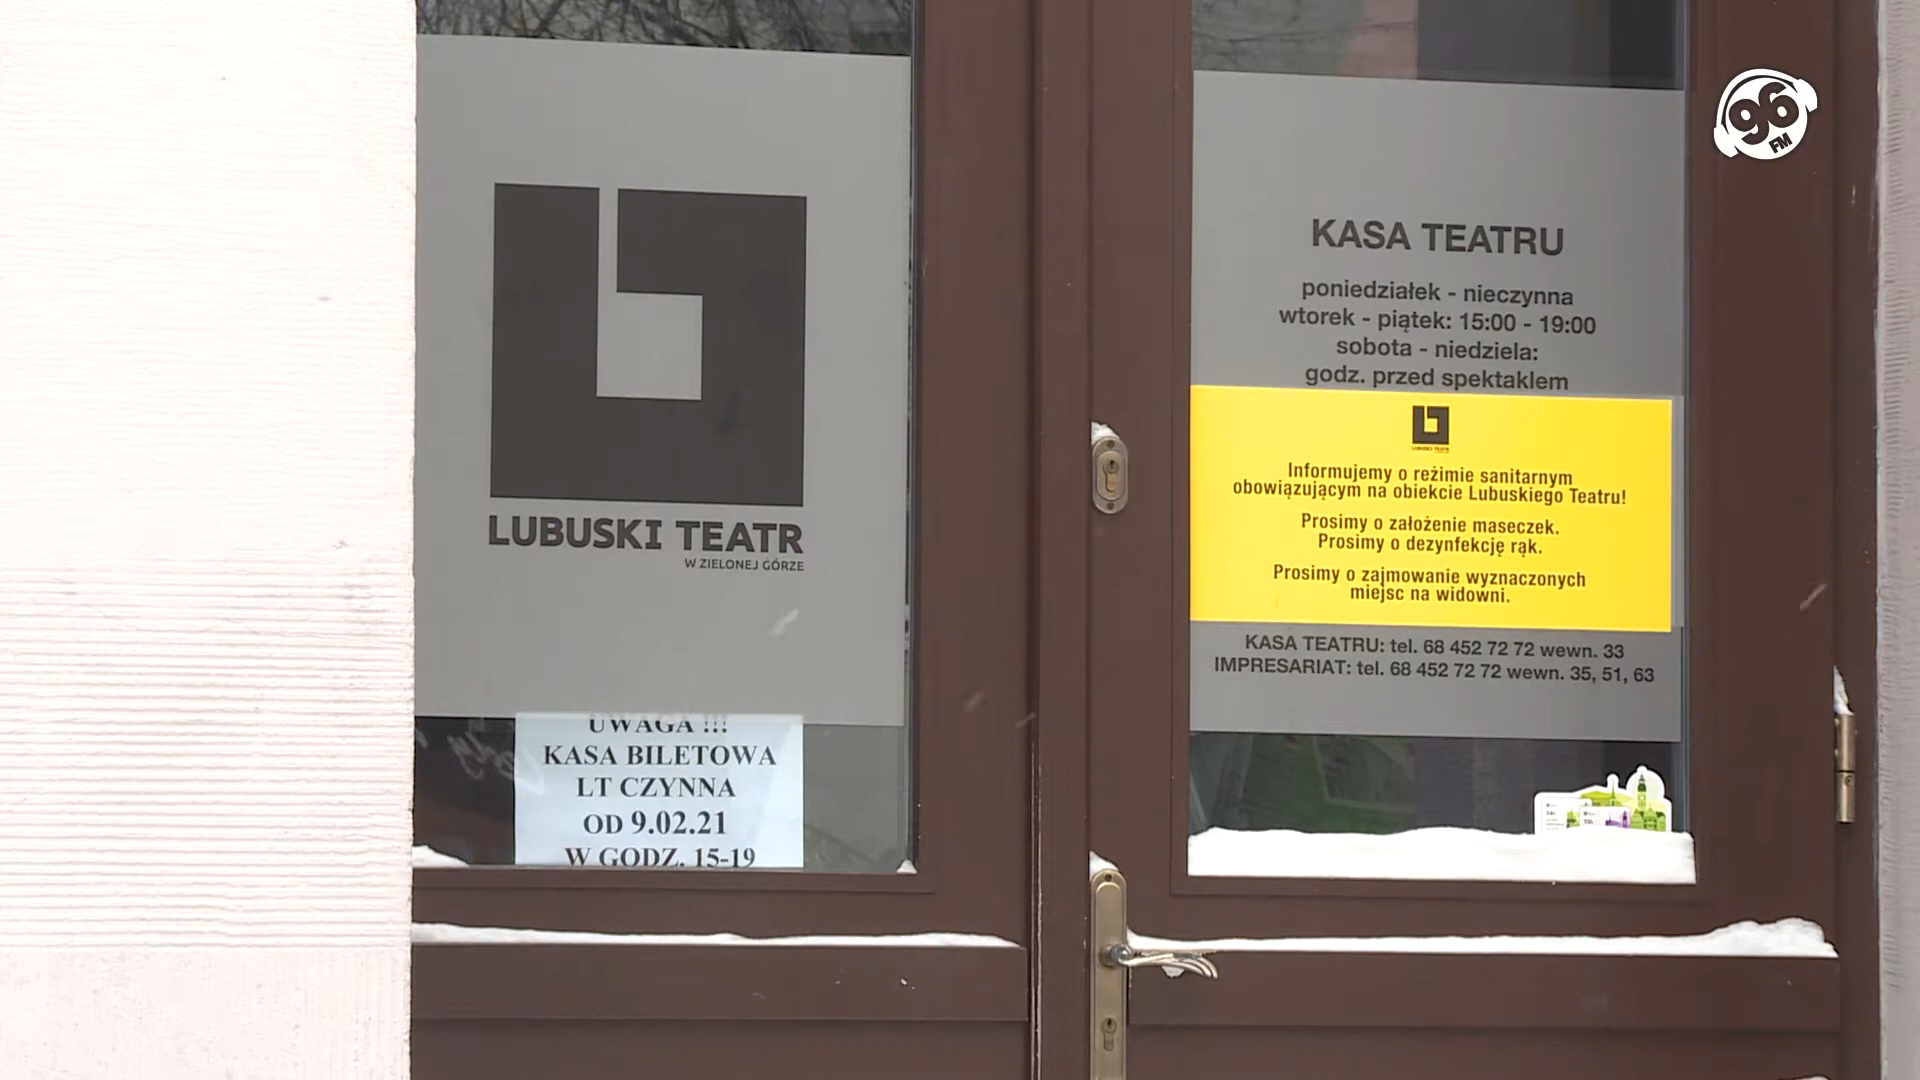 LUBUSKI TEATR
W ZIELONEJ GÓRZE
UWAGA !!!
KASA BILETOWA
LT CZYNNA
OD 9.02.21
W GODZ. 15-19
KASA TEATRU
poniedziałek - nieczynna
wtorek - piątek: 15:00 - 19:00
sobota - niedziela:
godz. przed spektaklem
LUBUSKI TEATR
Informujemy o reżimie sanitarnym
obowiązującym na obiekcie Lubuskiego Teatru!
Prosimy o założenie maseczek.
Prosimy o dezynfekcję rąk.
Prosimy o zajmowanie wyznaczonych
miejsc na widowni.
KASA TEATRU: tel. 68 452 72 72 wewn. 33
IMPRESARIAT: tel. 68 452 72 72 wewn. 35, 51, 63
96
FM